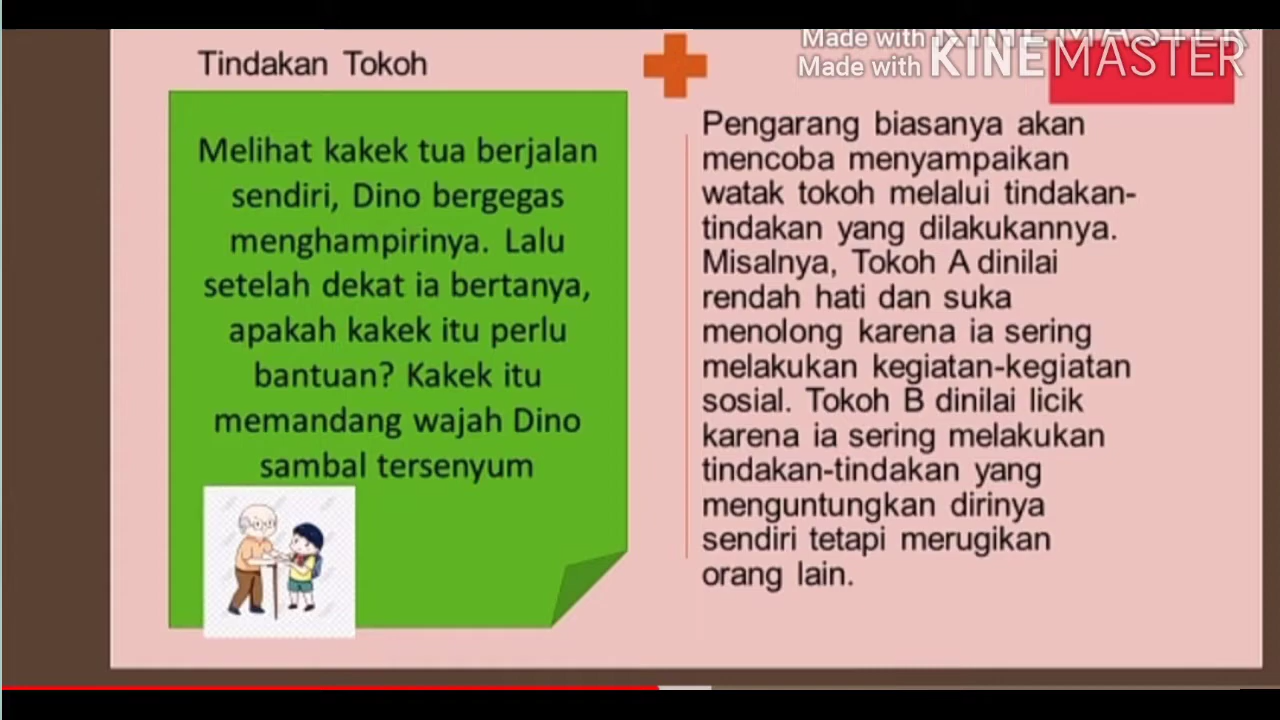 Tindakan Tokoh
Melihat kakek tua berjalan
sendiri, Dino bergegas
menghampirinya. Lalu
setelah dekat ia bertanya,
apakah kakek itu perlu
bantuan? Kakek itu
memandang wajah Dino
sambal tersenyum
Made with KINEMASTER
Made with KINEMASTER
Pengarang biasanya akan
mencoba menyampaikan
watak tokoh melalui tindakan-
tindakan yang dilakukannya.
Misalnya, Tokoh A dinilai
rendah hati dan suka
menolong karena ia sering
melakukan kegiatan-kegiatan
sosial. Tokoh B dinilai licik
karena ia sering melakukan
tindakan-tindakan yang
menguntungkan dirinya
sendiri tetapi merugikan
orang lain.